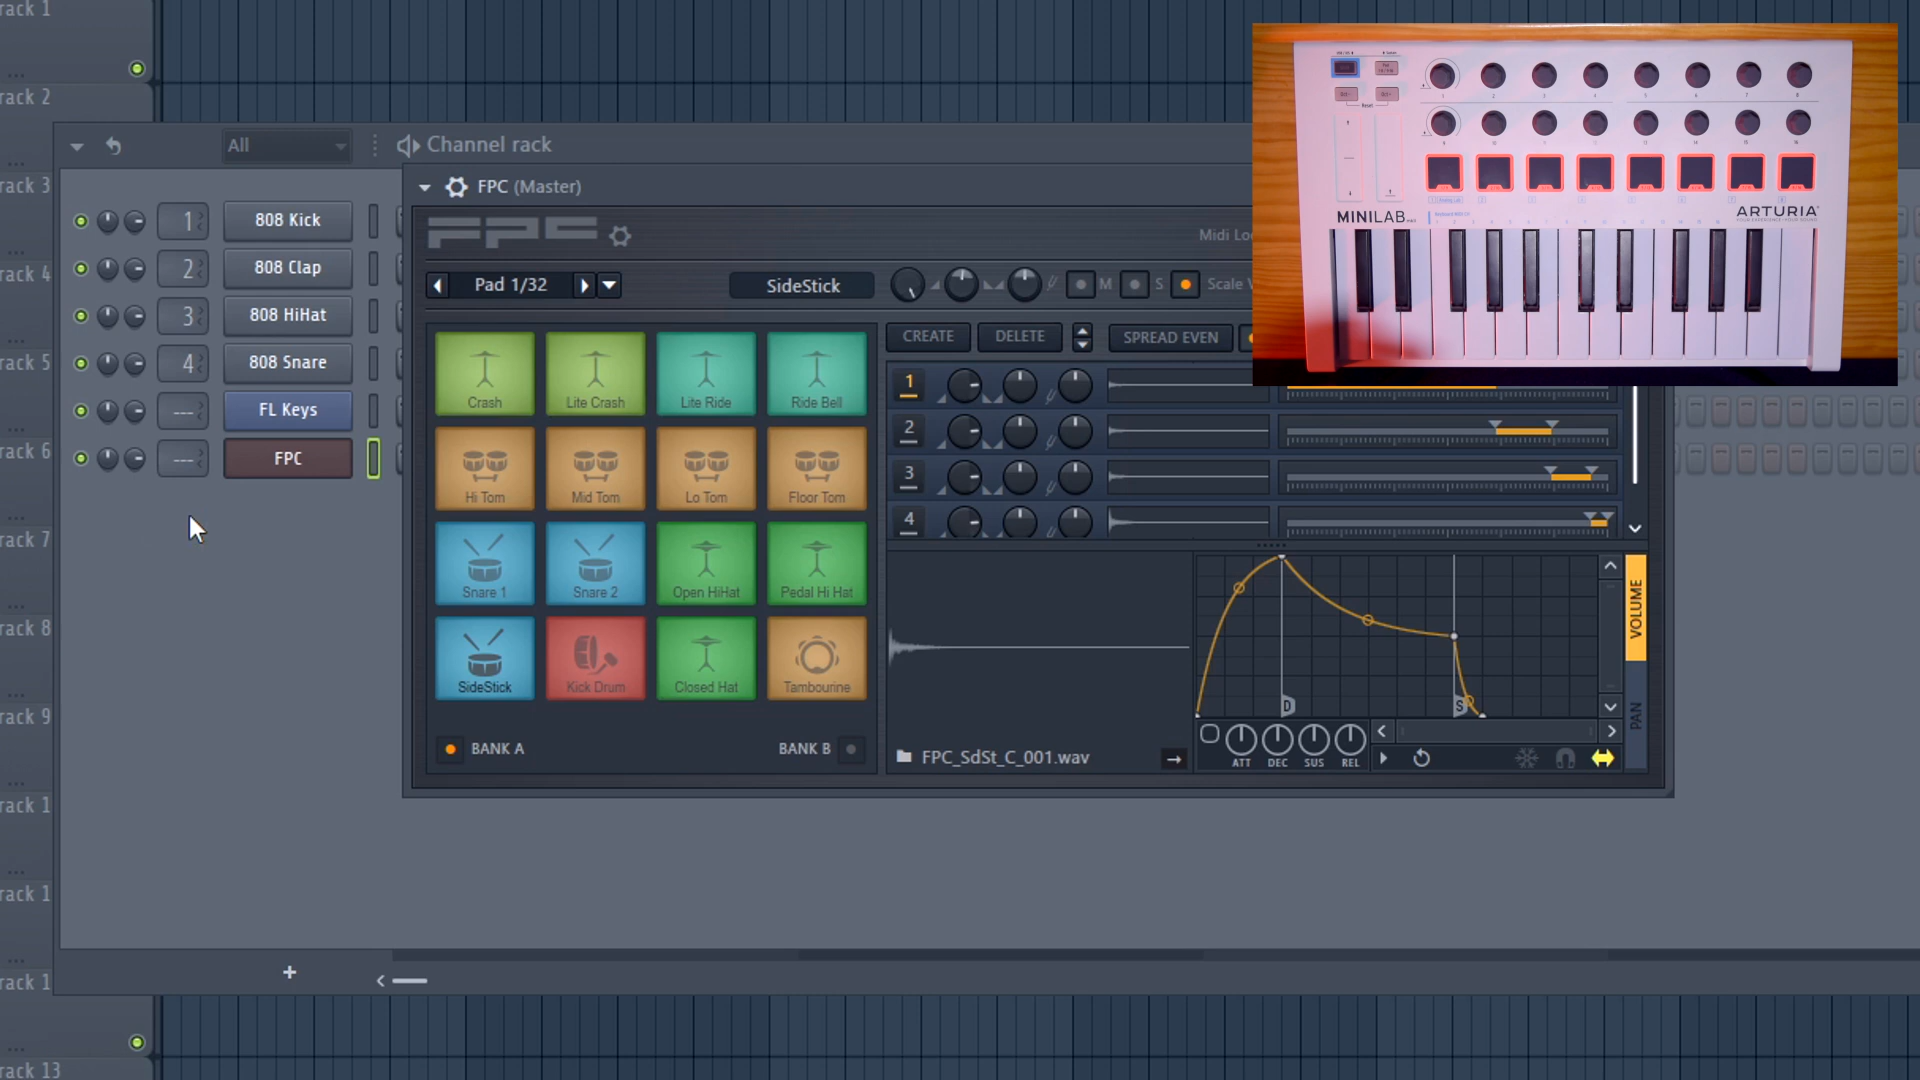 rack 1
rack 2
rack 3
rack 4
rack 5
rack 6
rack 7
rack 8
rack 9
rack 1
rack 1
rack 1
rack 13
All
Channel rack
1 808 Kick
2 808 Clap
3 808 HiHat
4 808 Snare
--- FL Keys
--- FPC
FPC (Master)
FPC
Midi Lo
Pad 1/32
SideStick
M
S
Scale V
CREATE
DELETE
SPREAD EVEN
Crash
Lite Crash
Lite Ride
Ride Bell
Hi Tom
Mid Tom
Lo Tom
Floor Tom
Snare 1
Snare 2
Open HiHat
Pedal Hi Hat
SideStick
Kick Drum
Closed Hat
Tambourine
BANK A
BANK B
1
2
3
4
FPC_SdSt_C_001.wav
D
S
ATT
DEC
SUS
REL
VOLUME
PAN
MINILAB
ARTURIA